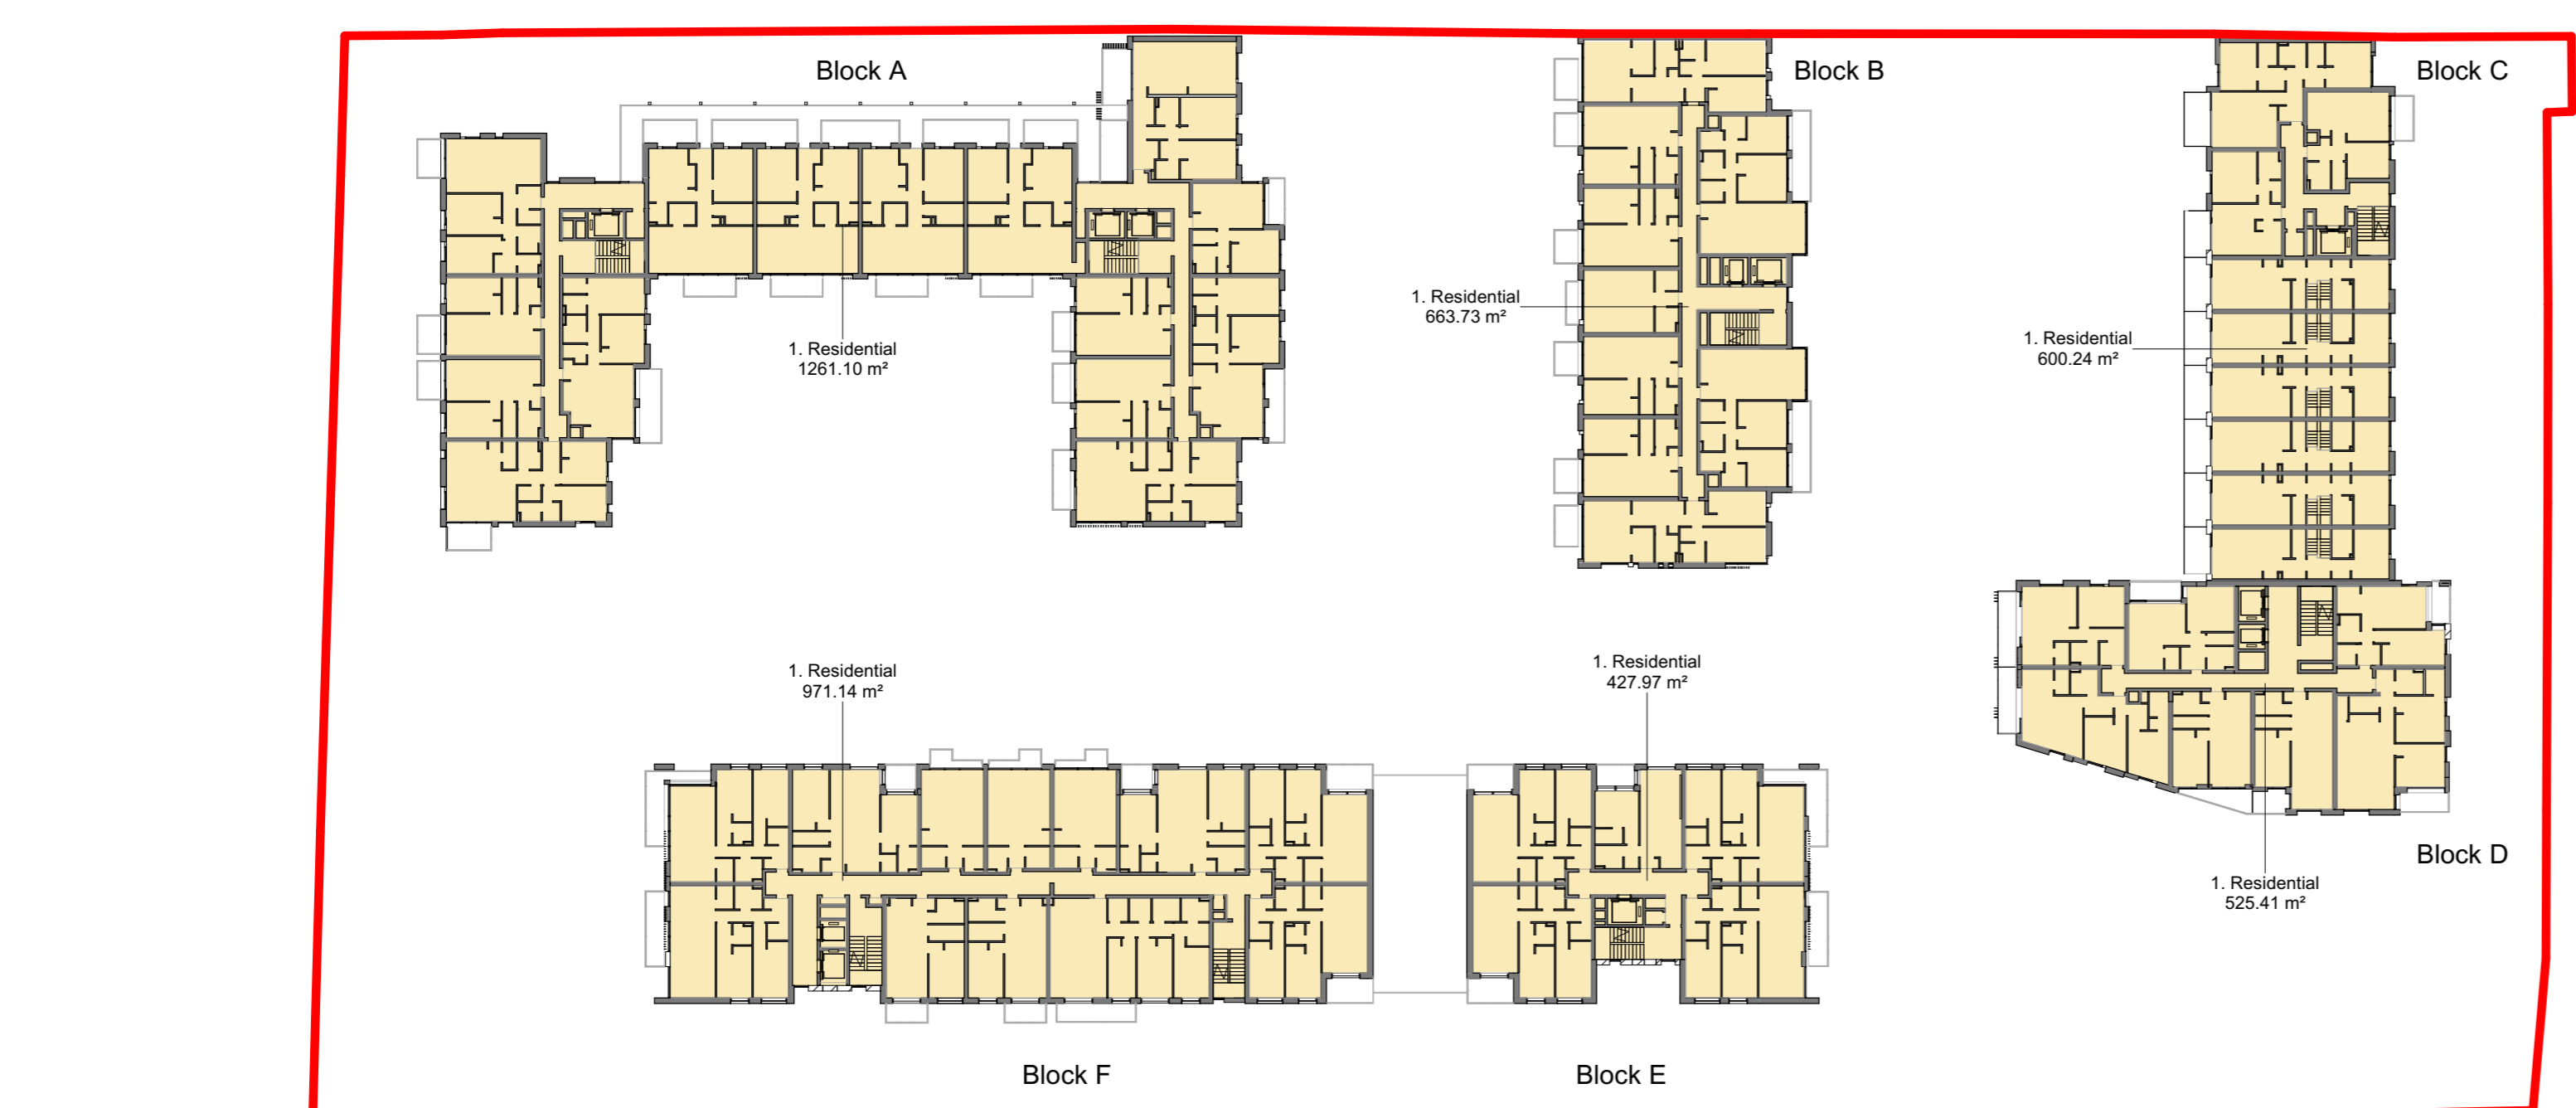 Block A
Block B
Block C
1. Residential
1261.10 m²
1. Residential
663.73 m²
1. Residential
600.24 m²
1. Residential
971.14 m²
1. Residential
427.97 m²
Block D
1. Residential
525.41 m²
Block F
Block E